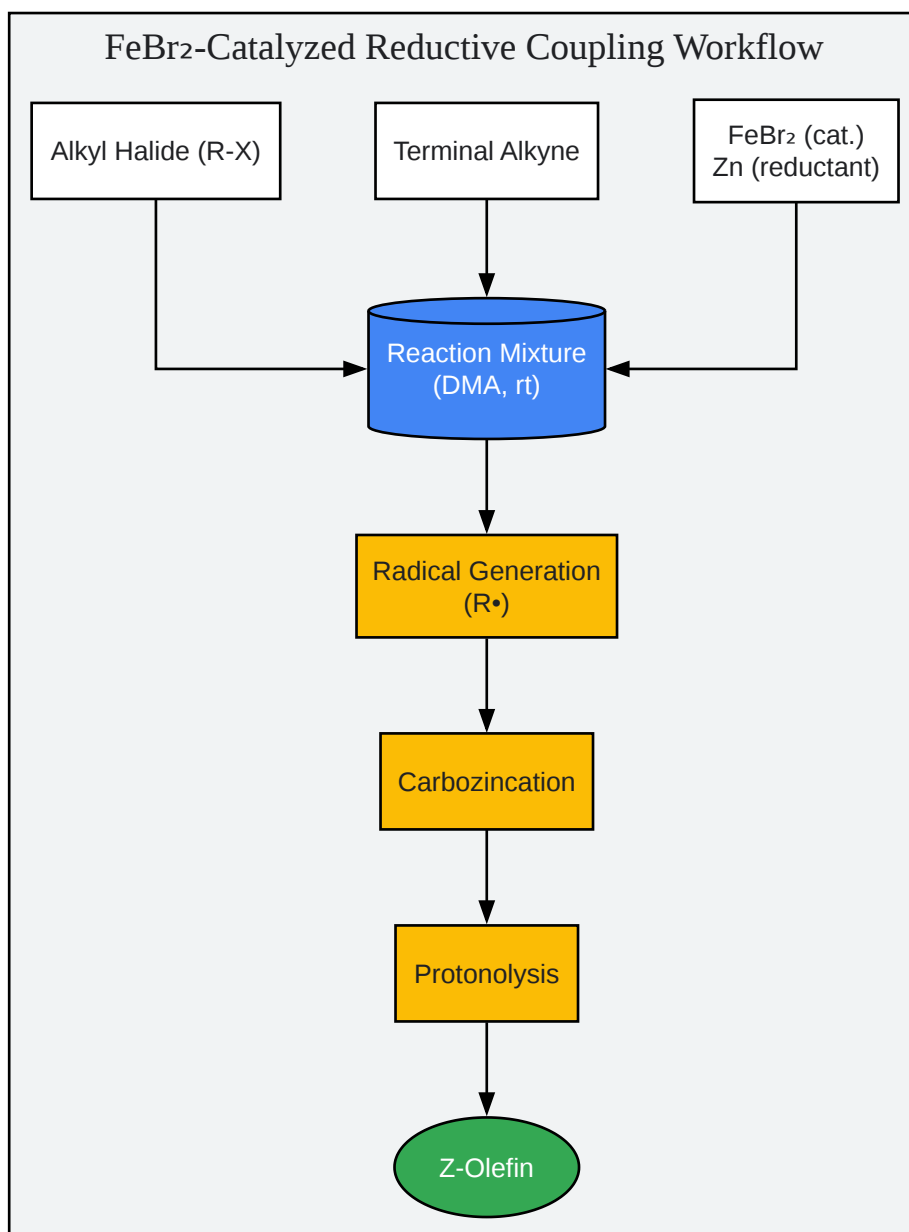 FeBr₂-Catalyzed Reductive Coupling Workflow
Alkyl Halide (R-X)
Terminal Alkyne
FeBr₂ (cat.)
Zn (reductant)
Reaction Mixture
(DMA, rt)
Radical Generation
(R•)
Carbozincation
Protonolysis
Z-Olefin